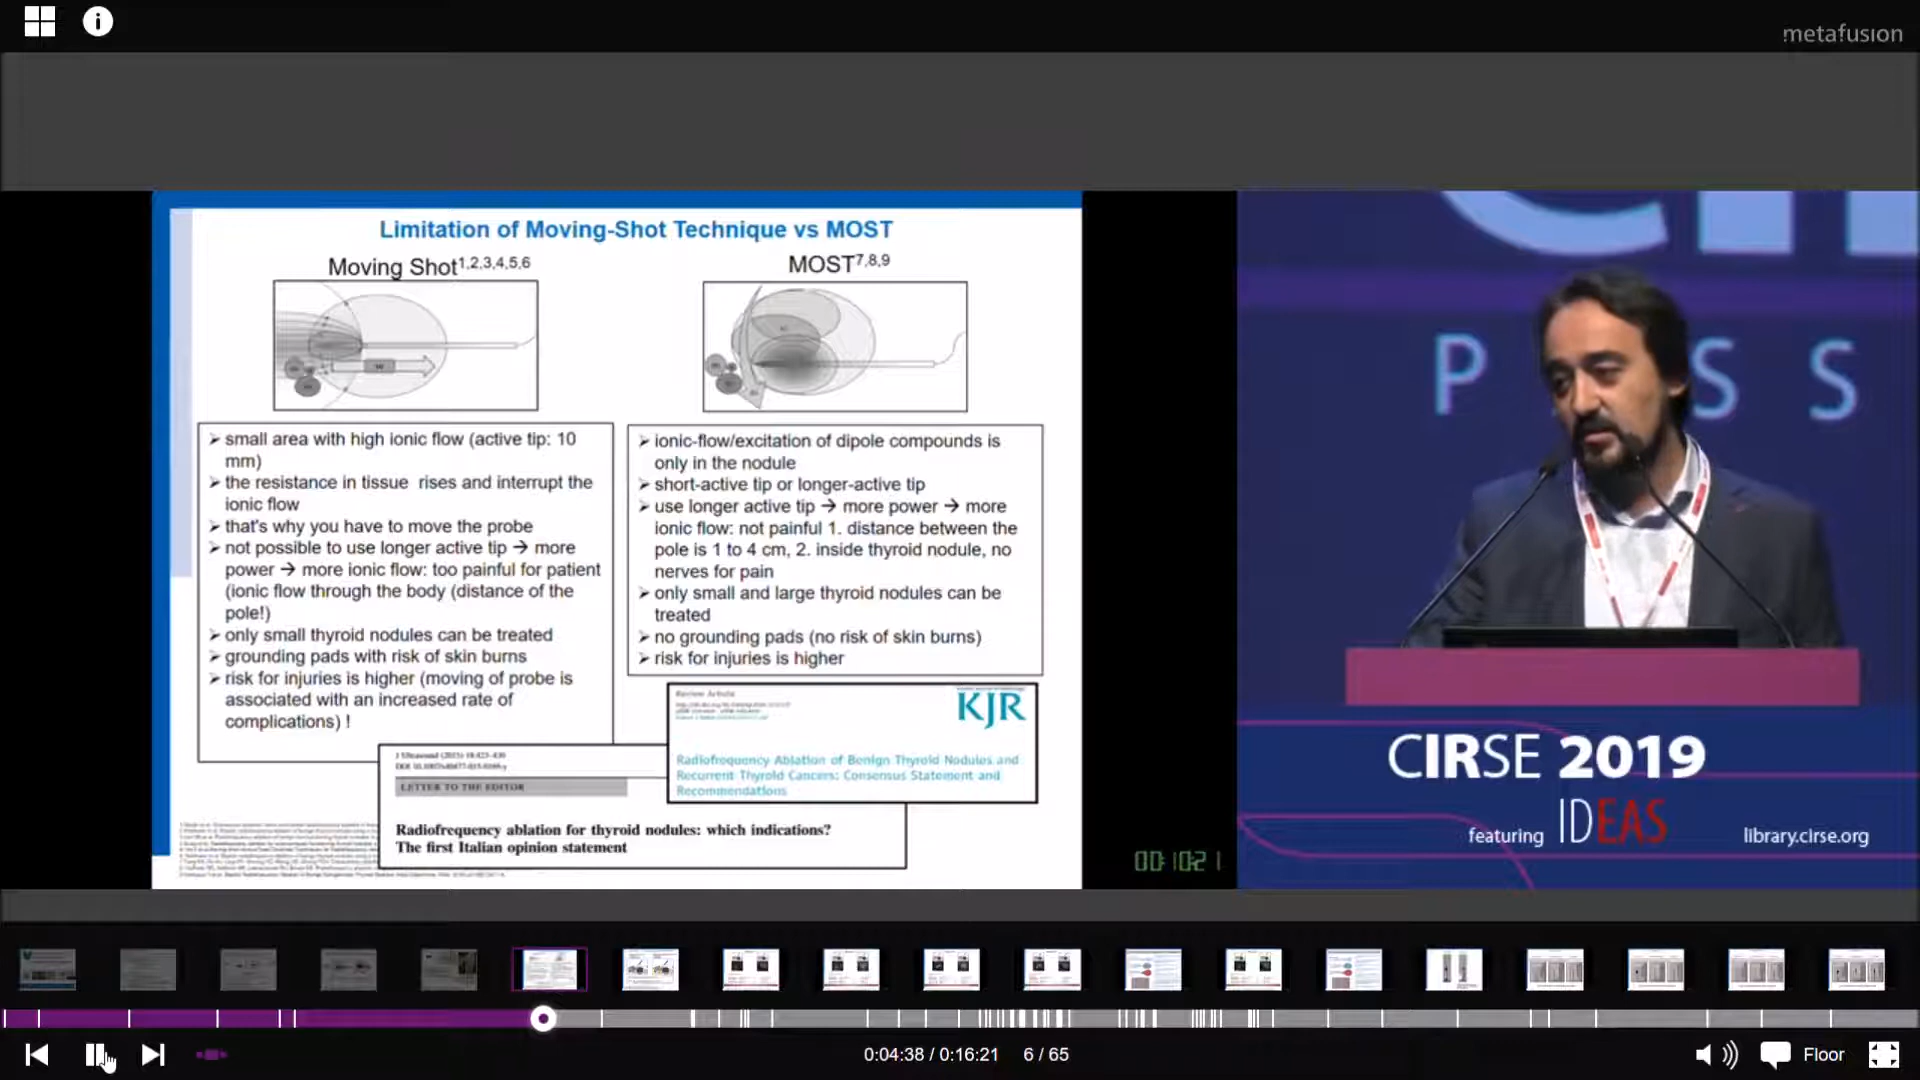 metafusion
Limitation of Moving-Shot Technique vs MOST
Moving Shot1,2,3,4,5,6
MOST7,8,9
➢ small area with high ionic flow (active tip: 10
mm)
➢ the resistance in tissue rises and interrupt the
ionic flow
➢ that's why you have to move the probe
➢ not possible to use longer active tip → more
power → more ionic flow: too painful for patient
(ionic flow through the body (distance of the
pole!)
➢ only small thyroid nodules can be treated
➢ grounding pads with risk of skin burns
➢ risk for injuries is higher (moving of probe is
associated with an increased rate of
complications) !
➢ ionic-flow/excitation of dipole compounds is
only in the nodule
➢ short-active tip or longer-active tip
➢ use longer active tip → more power → more
ionic flow: not painful 1. distance between the
pole is 1 to 4 cm, 2. inside thyroid nodule, no
nerves for pain
➢ only small and large thyroid nodules can be
treated
➢ no grounding pads (no risk of skin burns)
➢ risk for injuries is higher
Review Article
KJR
Radiofrequency Ablation of Benign Thyroid Nodules and
Recurrent Thyroid Cancers: Consensus Statement and
Recommendations
J Ultrasound (2015) 18:423–430
LETTER TO THE EDITOR
Radiofrequency ablation for thyroid nodules: which indications?
The first Italian opinion statement
00:10:21
P S S
CIRSE 2019
featuring IDEAS
library.cirse.org
0:04:38 / 0:16:21 6 / 65
Floor